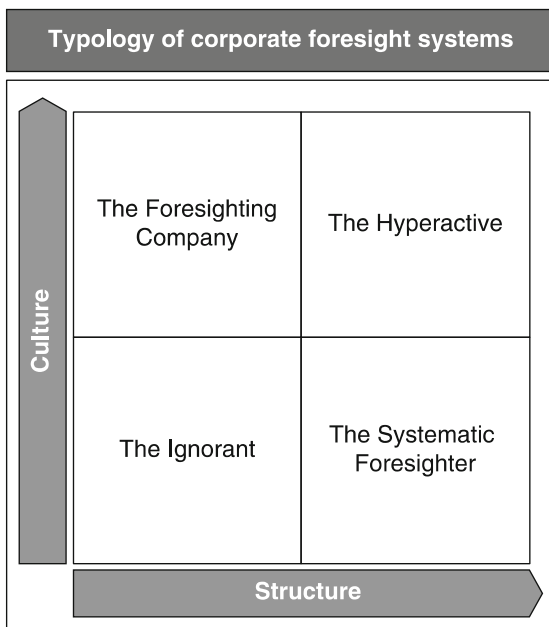 Typology of corporate foresight systems
Culture
The Foresighting
Company
The Hyperactive
The Ignorant
The Systematic
Foresighter
Structure